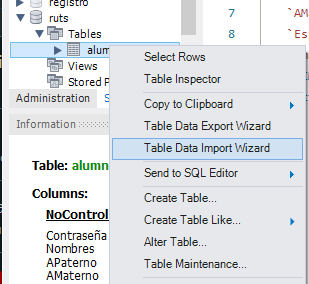 registro
ruts
Tables
alum
Views
Stored P
Administration
Information
Table: alumn
Columns:
NoControl
Contraseña
Nombres
APaterno
AMaterno
Select Rows
Table Inspector
Copy to Clipboard
Table Data Export Wizard
Table Data Import Wizard
Send to SQL Editor
Create Table...
Create Table Like...
Alter Table...
Table Maintenance...
7 `AM
8 `Es